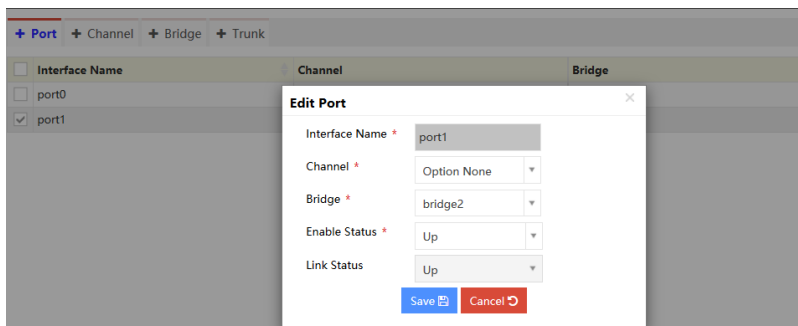 + Port + Channel + Bridge + Trunk
Interface Name Channel Bridge
port0
port1
Edit Port ×
Interface Name * port1
Channel * Option None
Bridge * bridge2
Enable Status * Up
Link Status Up
Save Cancel